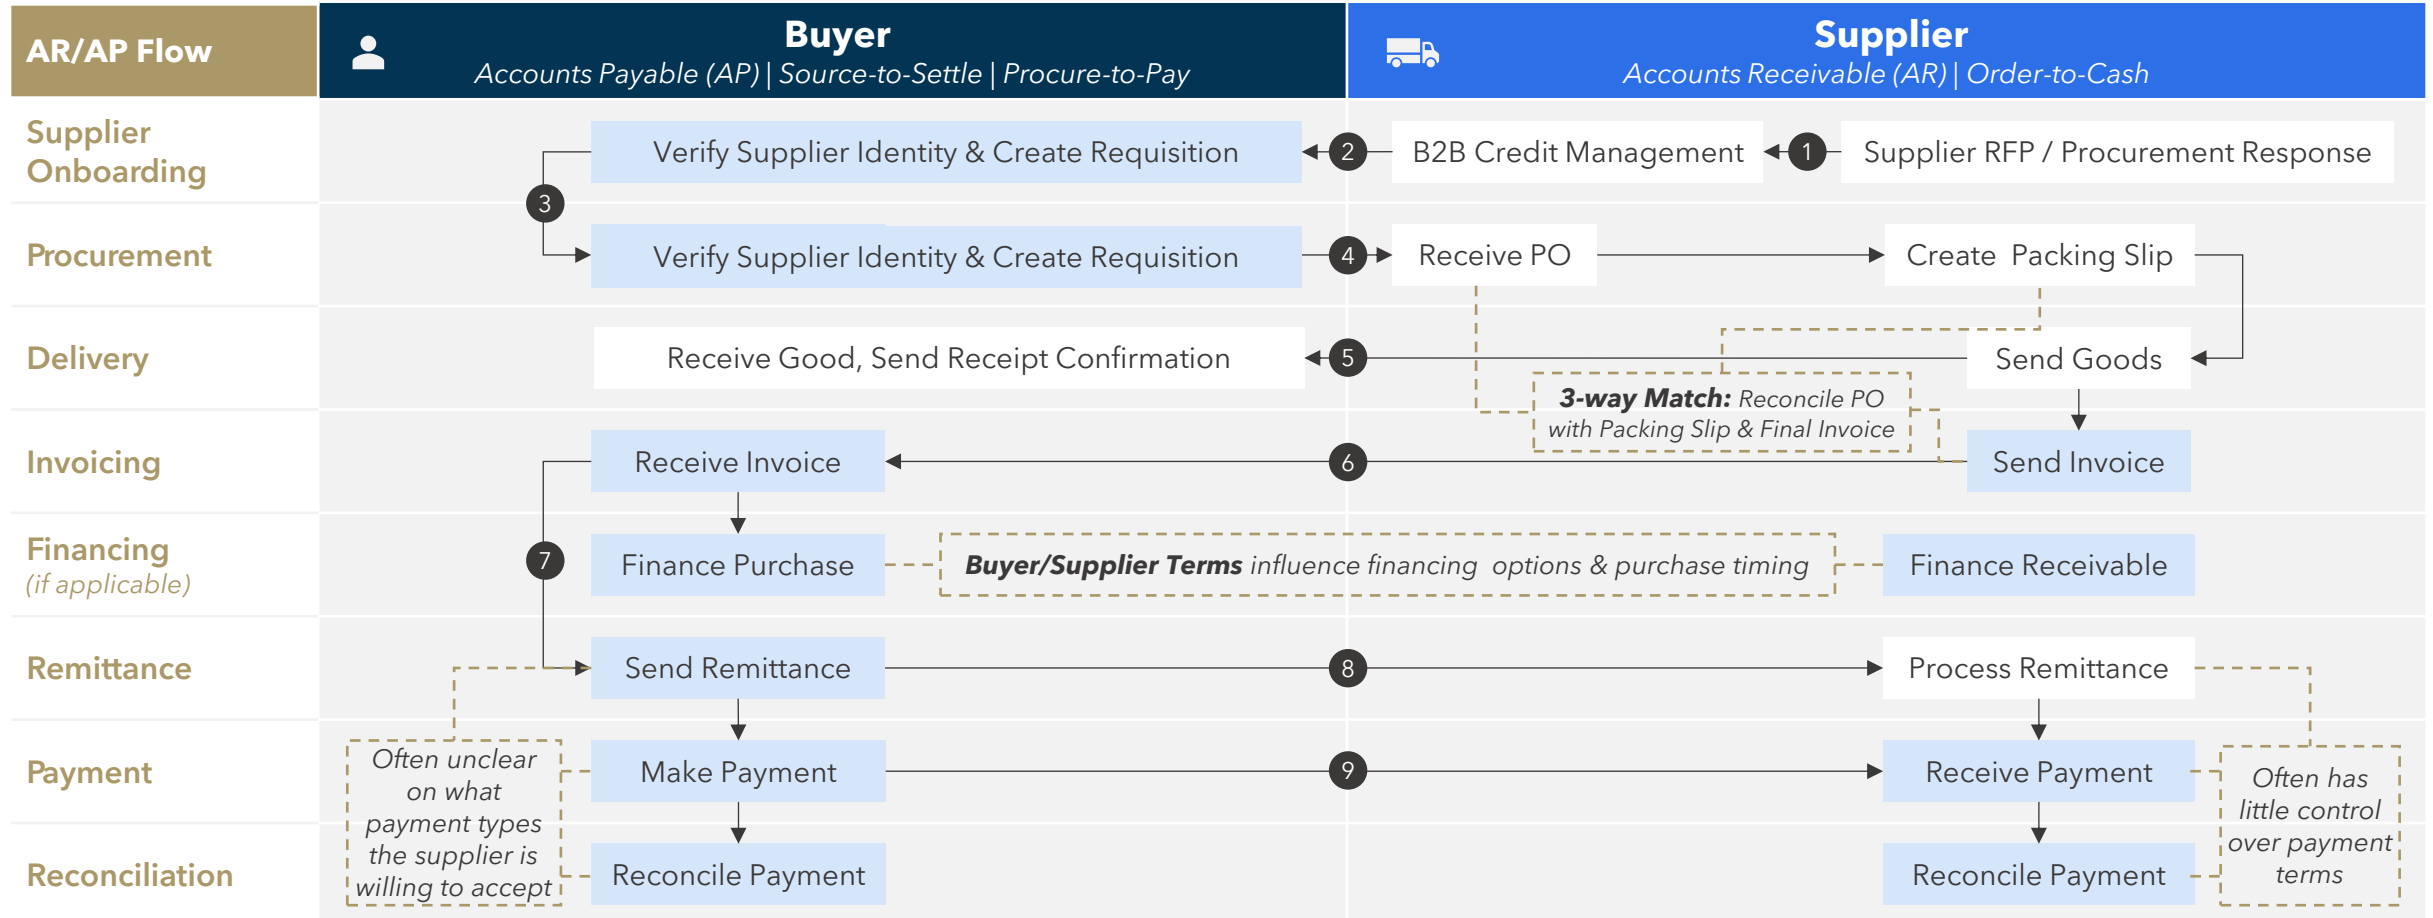 AR/AP Flow
Buyer
Accounts Payable (AP) | Source-to-Settle | Procure-to-Pay
Supplier
Accounts Receivable (AR) | Order-to-Cash
Supplier
Onboarding
Verify Supplier Identity & Create Requisition
2
B2B Credit Management
1
Supplier RFP / Procurement Response
3
Procurement
Verify Supplier Identity & Create Requisition
4
Receive PO
Create Packing Slip
Delivery
Receive Good, Send Receipt Confirmation
5
Send Goods
3-way Match: Reconcile PO
with Packing Slip & Final Invoice
Invoicing
Receive Invoice
6
Send Invoice
Financing
(if applicable)
7
Finance Purchase
Buyer/Supplier Terms influence financing options & purchase timing
Finance Receivable
Remittance
Send Remittance
8
Process Remittance
Payment
Often unclear
on what
payment types
the supplier is
willing to accept
Make Payment
9
Receive Payment
Often has
little control
over payment
terms
Reconciliation
Reconcile Payment
Reconcile Payment